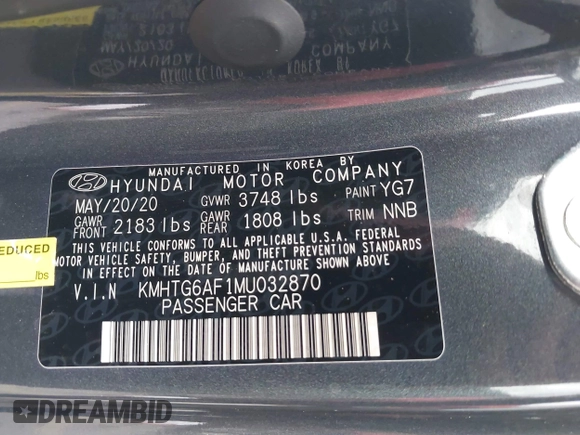 MANUFACTURED IN KOREA BY
HYUNDAI MOTOR COMPANY
MAY/20/20 GVWR 3748 lbs PAINT YG7
GAWR FRONT 2183 lbs GAWR REAR 1808 lbs TRIM NNB
THIS VEHICLE CONFORMS TO ALL APPLICABLE U.S.A. FEDERAL
MOTOR VEHICLE SAFETY, BUMPER, AND THEFT PREVENTION STANDARDS
IN EFFECT ON THE DATE OF MANUFACTURE SHOWN ABOVE.
V.I.N KMHTG6AF1MU032870
PASSENGER CAR
EDUCED
lbs
DREAMBID